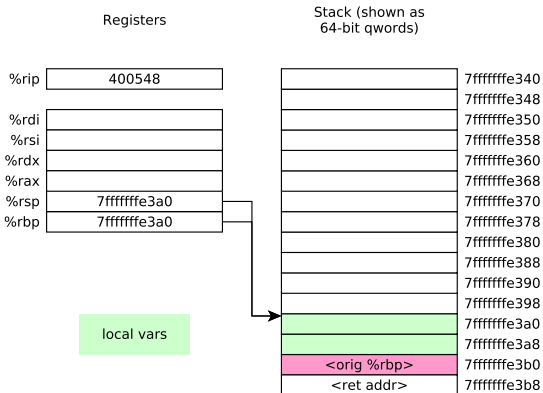 Registers
Stack (shown as
64-bit qwords)
%rip 400548
%rdi
%rsi
%rdx
%rax
%rsp 7fffffffe3a0
%rbp 7fffffffe3a0
7fffffffe340
7fffffffe348
7fffffffe350
7fffffffe358
7fffffffe360
7fffffffe368
7fffffffe370
7fffffffe378
7fffffffe380
7fffffffe388
7fffffffe390
7fffffffe398
7fffffffe3a0
7fffffffe3a8
<orig %rbp> 7fffffffe3b0
<ret addr> 7fffffffe3b8
local vars